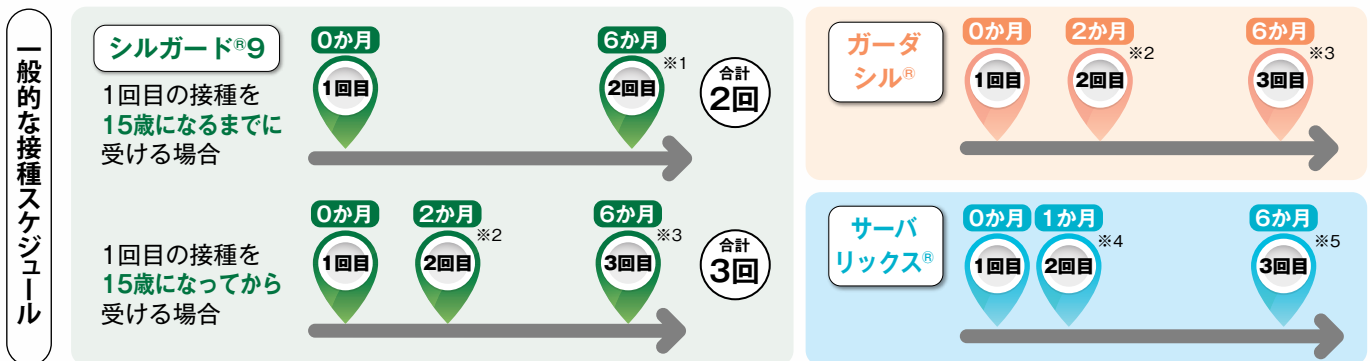 一般的な接種スケジュール
シルガード®9
1回目の接種を
15歳になるまでに
受ける場合
0か月
1回目
6か月
※1
2回目
合計
2回
1回目の接種を
15歳になってから
受ける場合
0か月
1回目
2か月
※2
2回目
6か月
※3
3回目
合計
3回
ガーダ
シル®
0か月
1回目
2か月
※2
2回目
6か月
※3
3回目
サーバ
リックス®
0か月
1回目
1か月
※4
2回目
6か月
※5
3回目